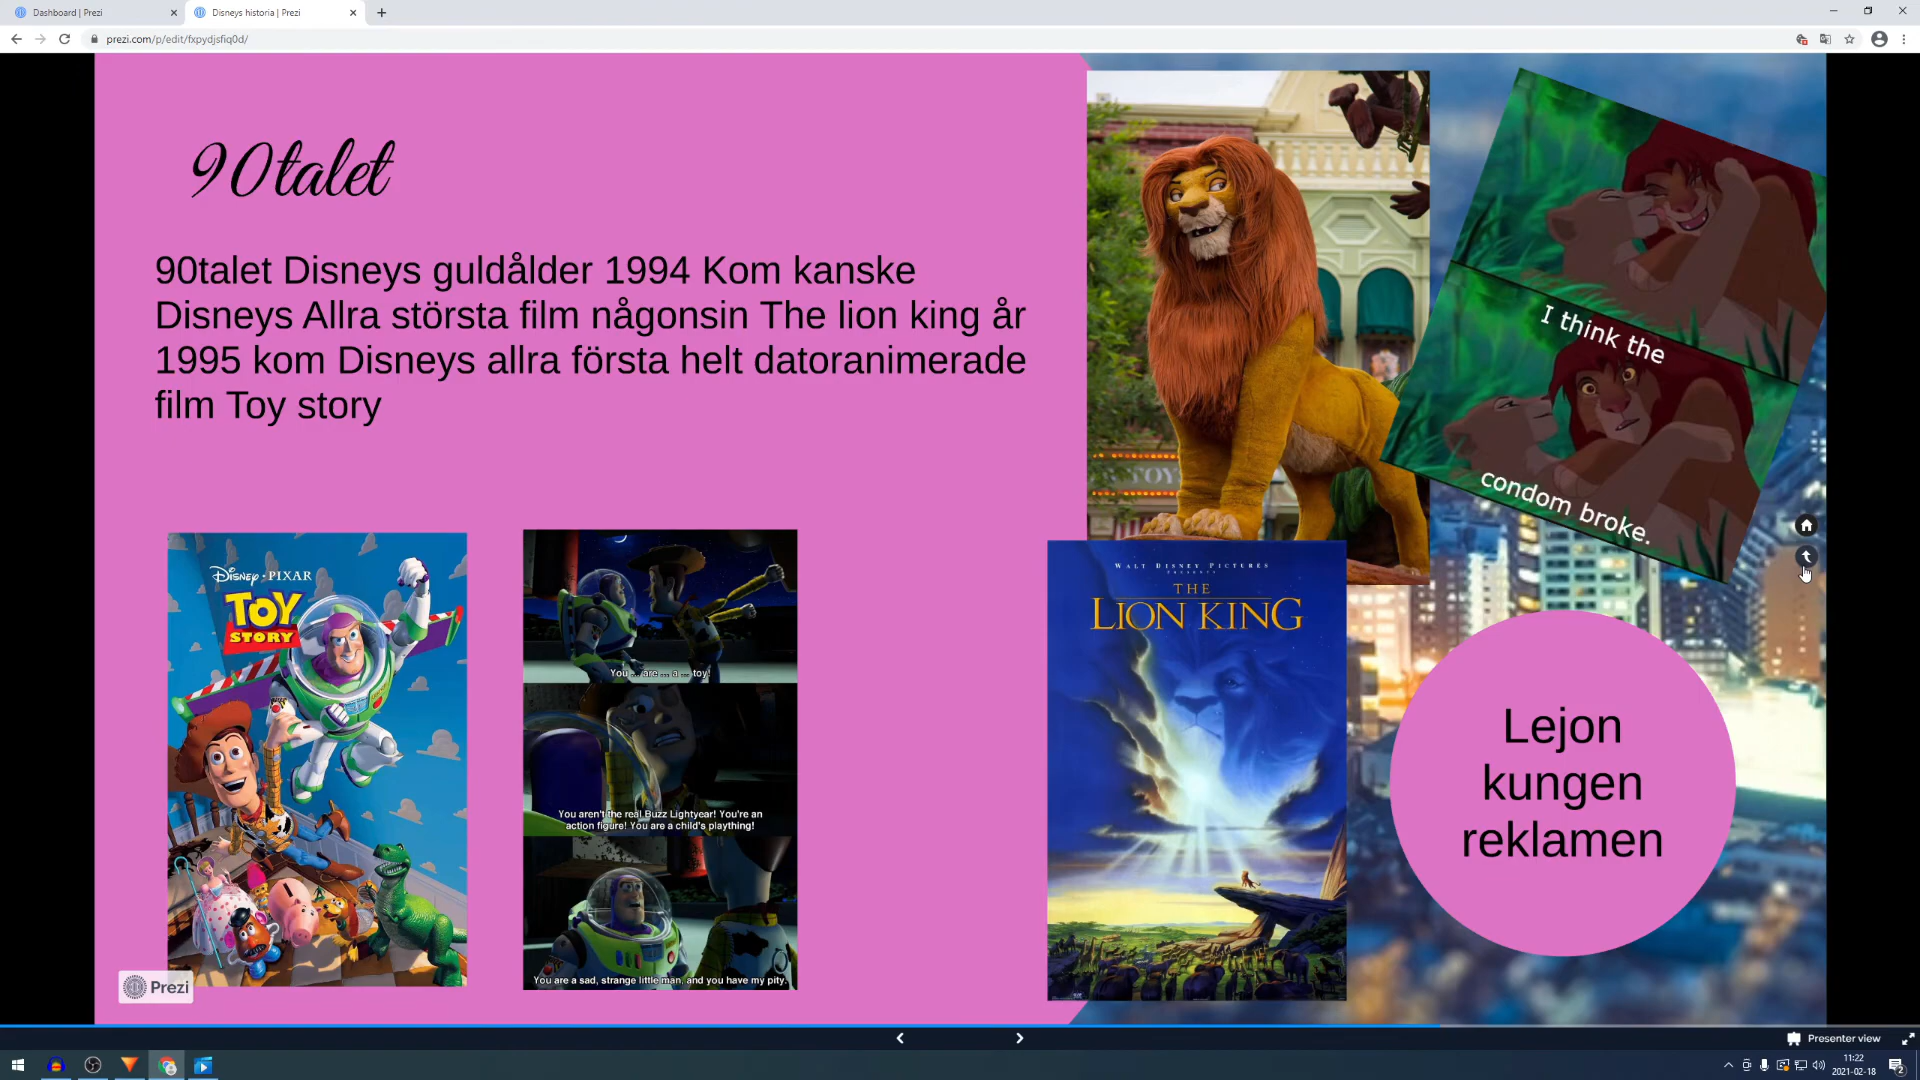 Dashboard | Prezi
Disneys historia | Prezi
prezi.com/p/edit/fxpydjsfiq0d/
90talet
90talet Disneys guldålder 1994 Kom kanske
Disneys Allra största film någonsin The lion king år
1995 kom Disneys allra första helt datoranimerade
film Toy story
I think the
condom broke.
DISNEY · PIXAR
TOY
STORY
You ... are ... a ... toy!
You aren't the real Buzz Lightyear! You're an
action figure! You are a child's plaything!
You are a sad, strange little man, and you have my pity.
WALT DISNEY PICTURES
PRESENTS
THE
LION KING
Lejon
kungen
reklamen
Prezi
Presenter view
11:22
2021-02-18
2